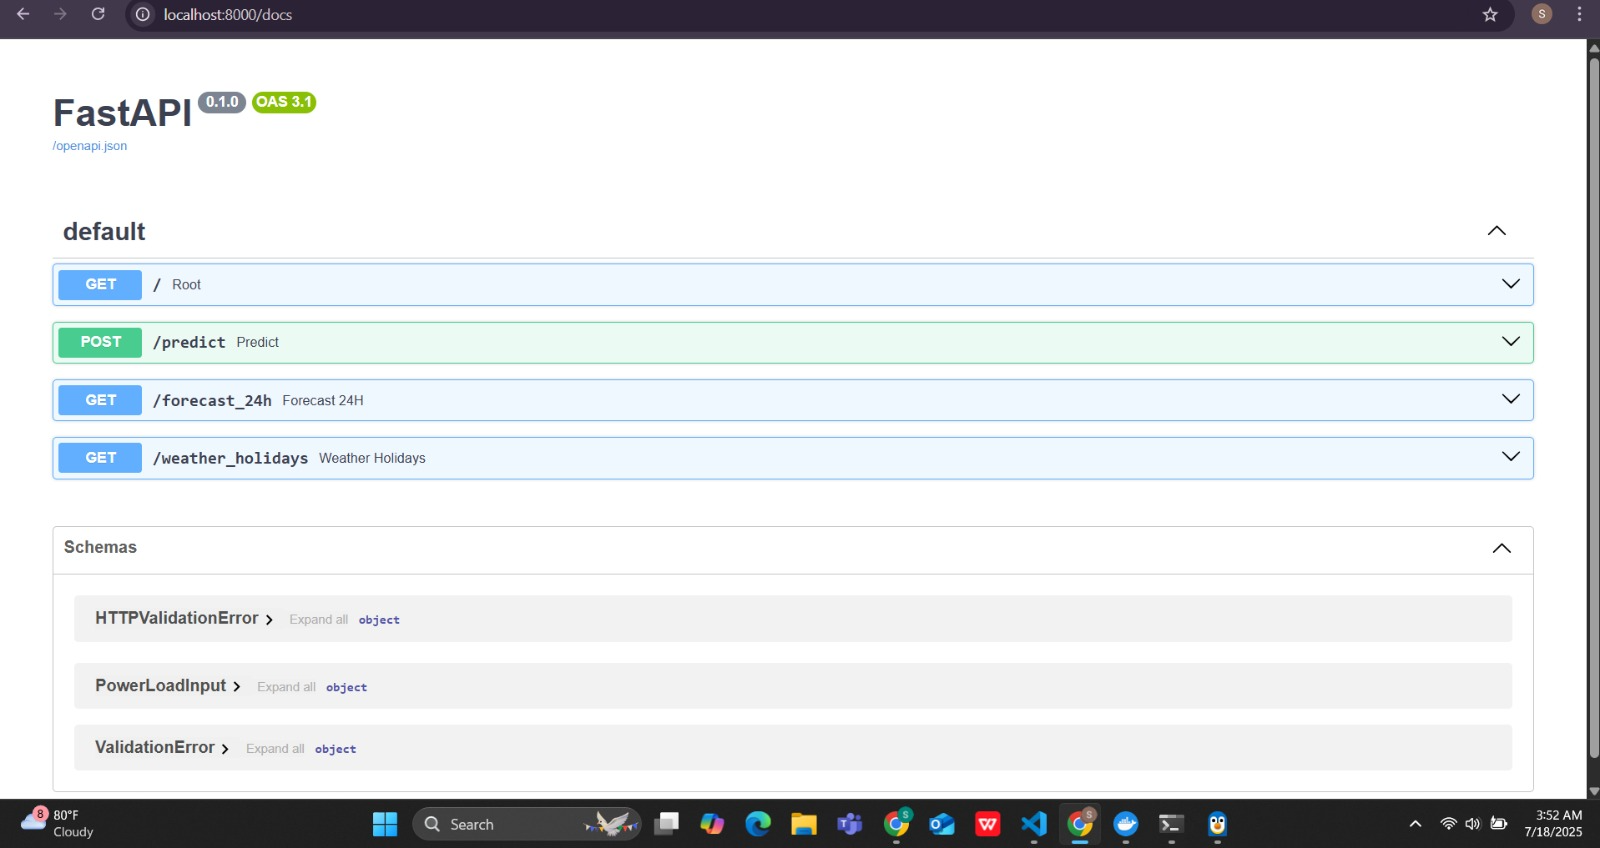 localhost:8000/docs
S
FastAPI 0.1.0 OAS 3.1
/openapi.json
default
GET / Root
POST /predict Predict
GET /forecast_24h Forecast 24H
GET /weather_holidays Weather Holidays
Schemas
HTTPValidationError Expand all object
PowerLoadInput Expand all object
ValidationError Expand all object
8 80°F
Cloudy
Search
S
S
W
3:52 AM
7/18/2025